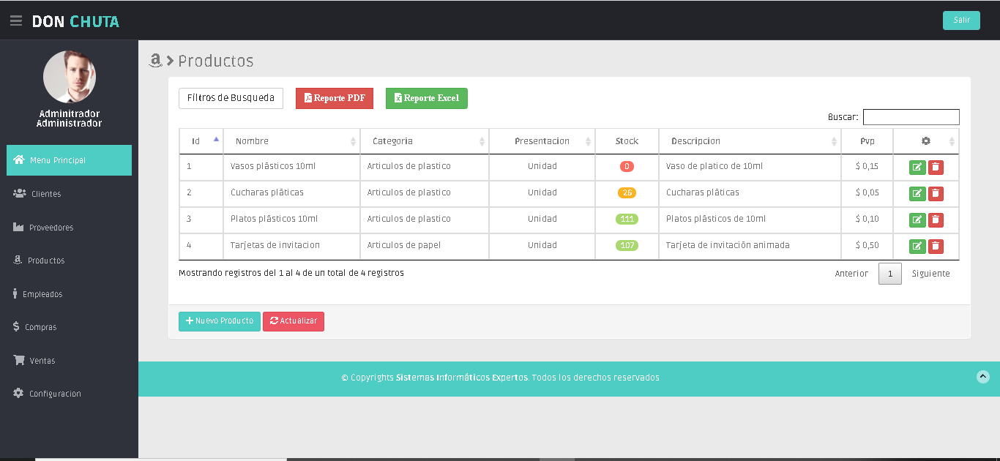 DON CHUTA
Salir
Adminitrador
Administrador
Menu Principal
Clientes
Proveedores
Productos
Empleados
Compras
Ventas
Configuracion
Productos
Filtros de Busqueda Reporte PDF Reporte Excel
Buscar:
Id Nombre Categoria Presentacion Stock Descripcion Pvp
1 Vasos plásticos 10ml Articulos de plastico Unidad 0 Vaso de platico de 10ml $ 0,15
2 Cucharas pláticas Articulos de plastico Unidad 26 Cucharas pláticas $ 0,05
3 Platos plásticos 10ml Articulos de plastico Unidad 111 Platos plásticos de 10ml $ 0,10
4 Tarjetas de invitacion Articulos de papel Unidad 107 Tarjeta de invitación animada $ 0,50
Mostrando registros del 1 al 4 de un total de 4 registros
Anterior 1 Siguiente
Nuevo Producto Actualizar
© Copyrights Sistemas Informáticos Expertos. Todos los derechos reservados